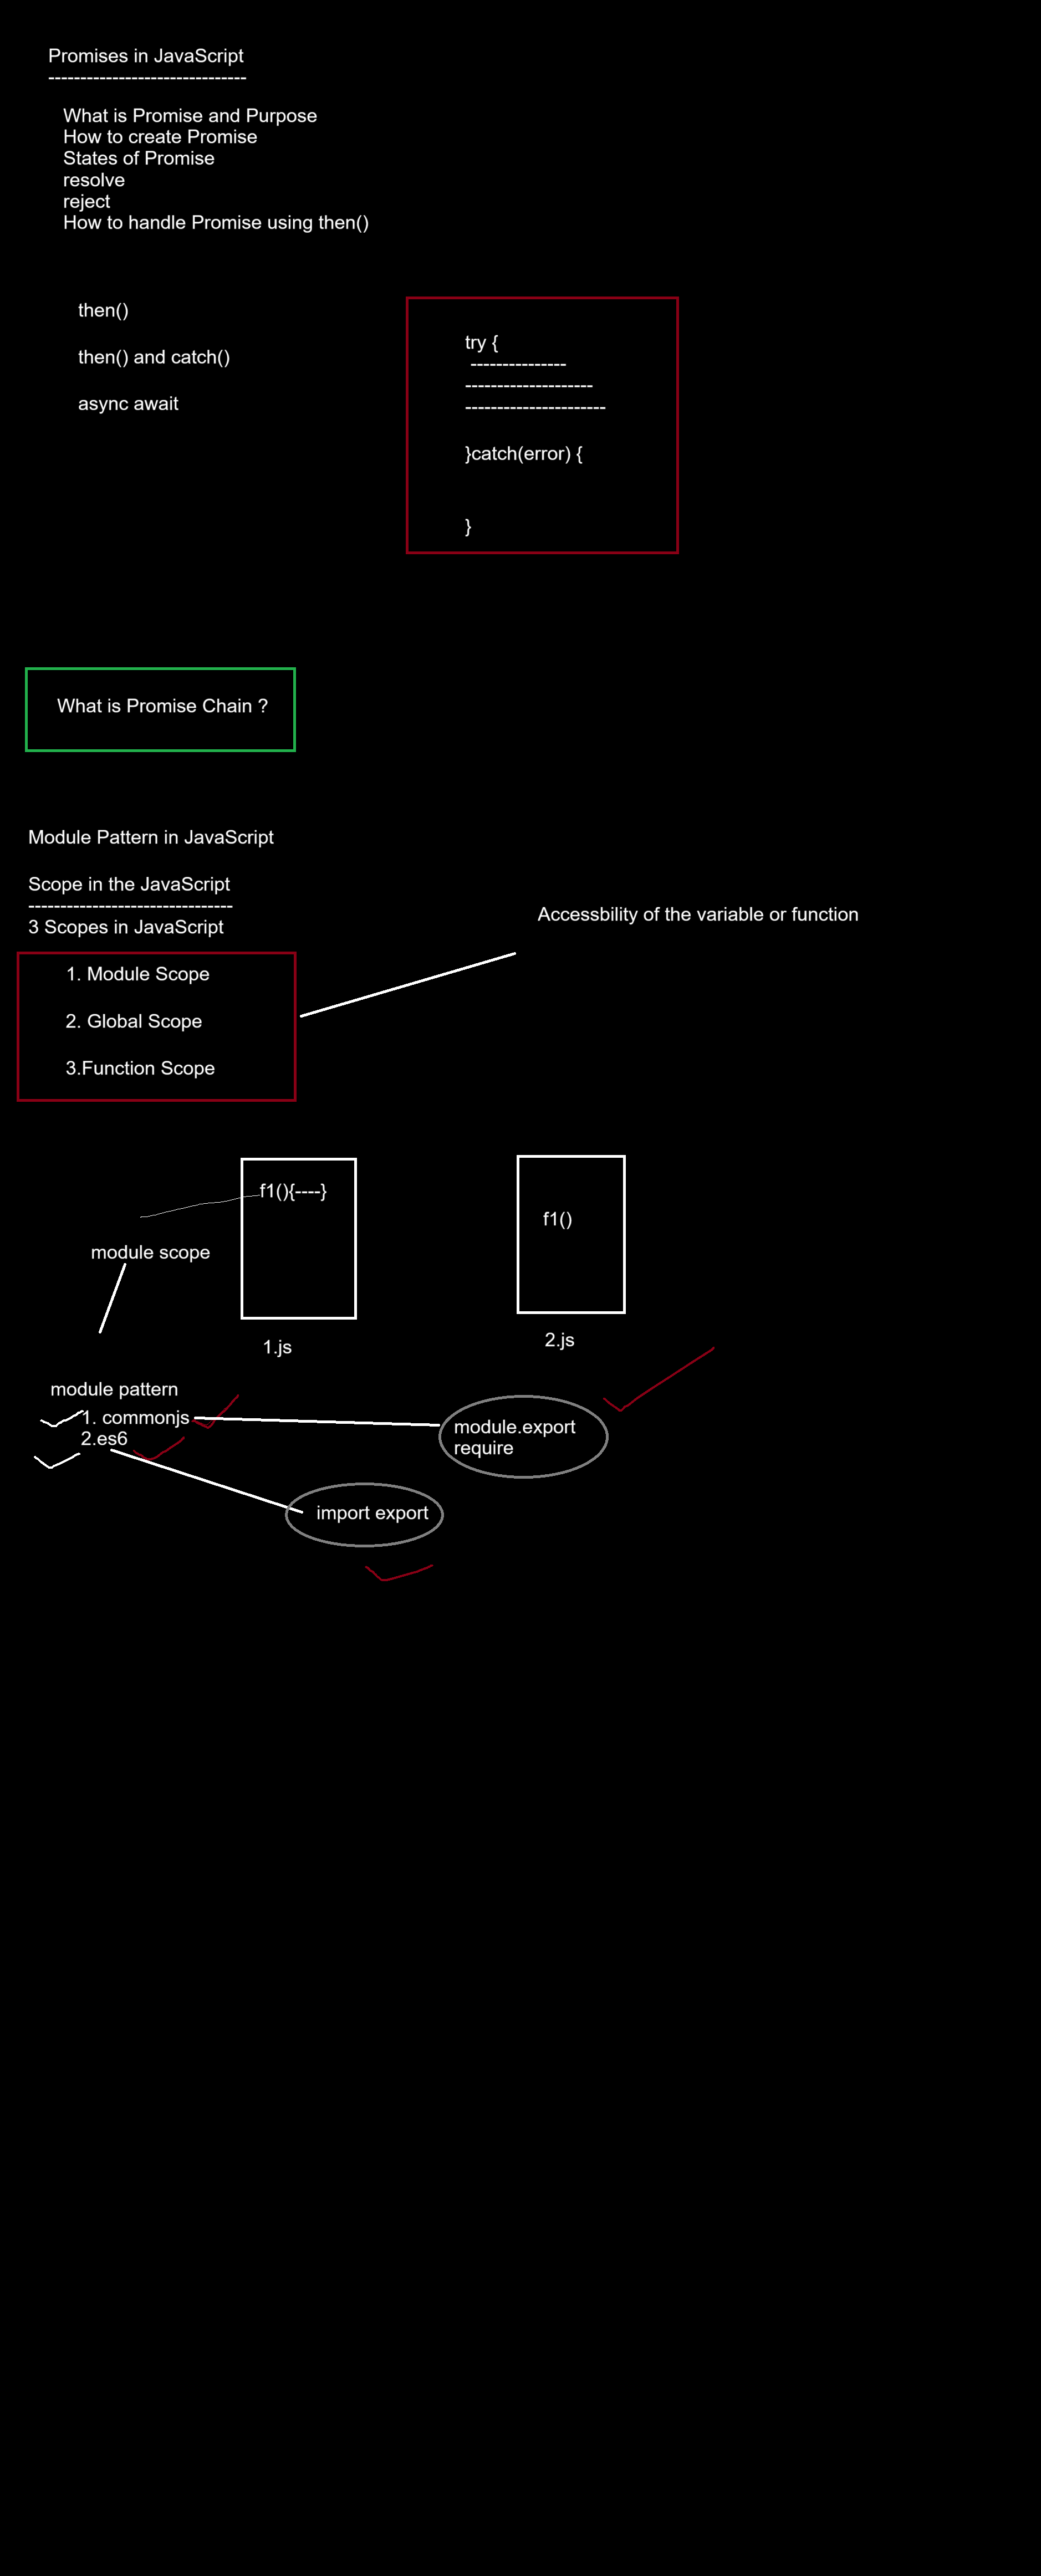 Promises in JavaScript
-------------------------------
What is Promise and Purpose
How to create Promise
States of Promise
resolve
reject
How to handle Promise using then()
then()
then() and catch()
async await
try {
---------------
--------------------
----------------------
}catch(error) {
}
What is Promise Chain ?
Module Pattern in JavaScript
Scope in the JavaScript
--------------------------------
3 Scopes in JavaScript
Accessbility of the variable or function
1. Module Scope
2. Global Scope
3.Function Scope
f1(){----}
f1()
module scope
1.js
2.js
module pattern
1. commonjs
2.es6
module.export
require
import export